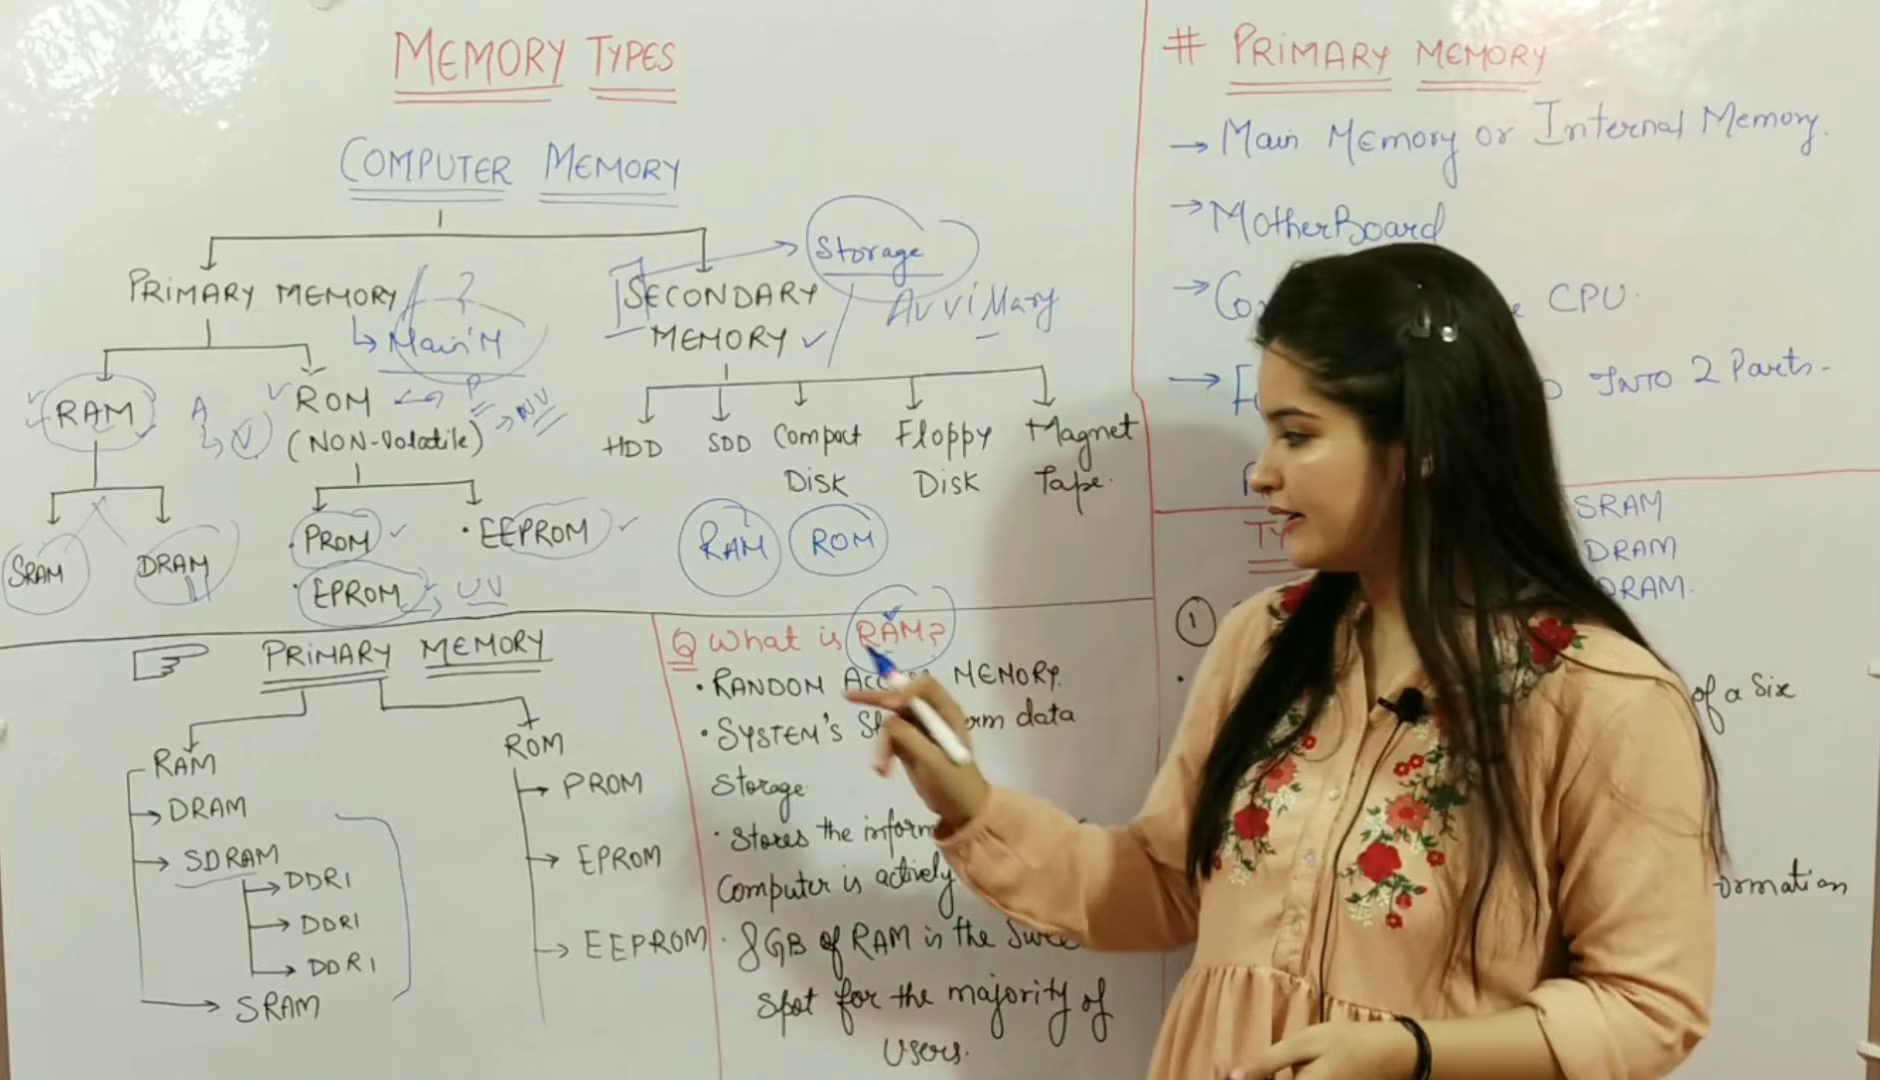 MEMORY TYPES
COMPUTER MEMORY
PRIMARY MEMORY
Main M
SECONDARY
MEMORY
Storage
Auvillary
RAM
A
V
ROM
P
NV
(NON-Volatile)
SRAM
DRAM
PROM
EPROM
UV
EEPROM
HDD
SDD
Compact
Disk
Floppy
Disk
Magnet
Tape.
RAM ROM
PRIMARY MEMORY
RAM
DRAM
SDRAM
DDR1
DDR1
DDR1
SRAM
ROM
PROM
EPROM
EEPROM
Q What is RAM?
• RANDOM MEMORY.
• SYSTEM'S data
Storage
• Stores the
Computer is actively
• 8GB of RAM is the
Spot for the majority of
Users.
# PRIMARY MEMORY
→ Main Memory or Internal Memory.
→ MotherBoard
→ CPU.
→ INTO 2 Parts-
SRAM
DRAM
DRAM.
1
of a Six